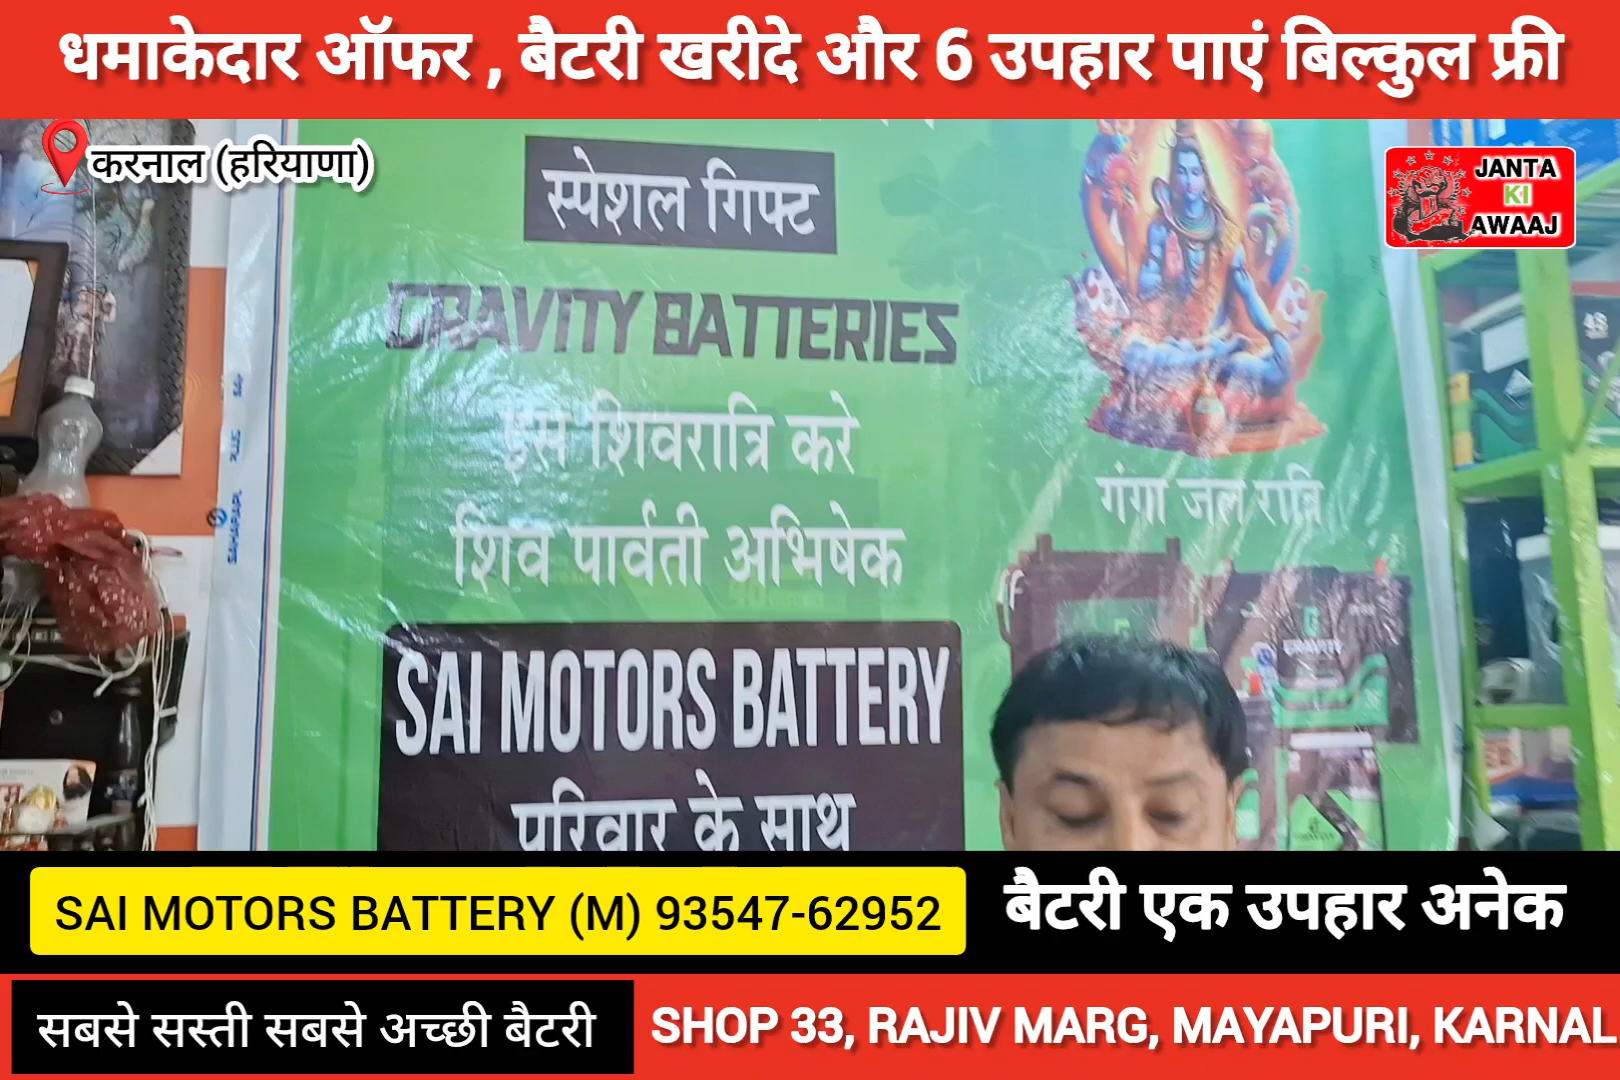 धमाकेदार ऑफर , बैटरी खरीदे और 6 उपहार पाएं बिल्कुल फ्री
करनाल (हरियाणा)
JANTA
KI
AWAAJ
स्पेशल गिफ्ट
GRAVITY BATTERIES
इस शिवरात्रि करे
शिव पार्वती अभिषेक
गंगा जल रात्रि
SAI MOTORS BATTERY
परिवार के साथ
GRAVITY
SAI MOTORS BATTERY (M) 93547-62952
बैटरी एक उपहार अनेक
सबसे सस्ती सबसे अच्छी बैटरी
SHOP 33, RAJIV MARG, MAYAPURI, KARNAL